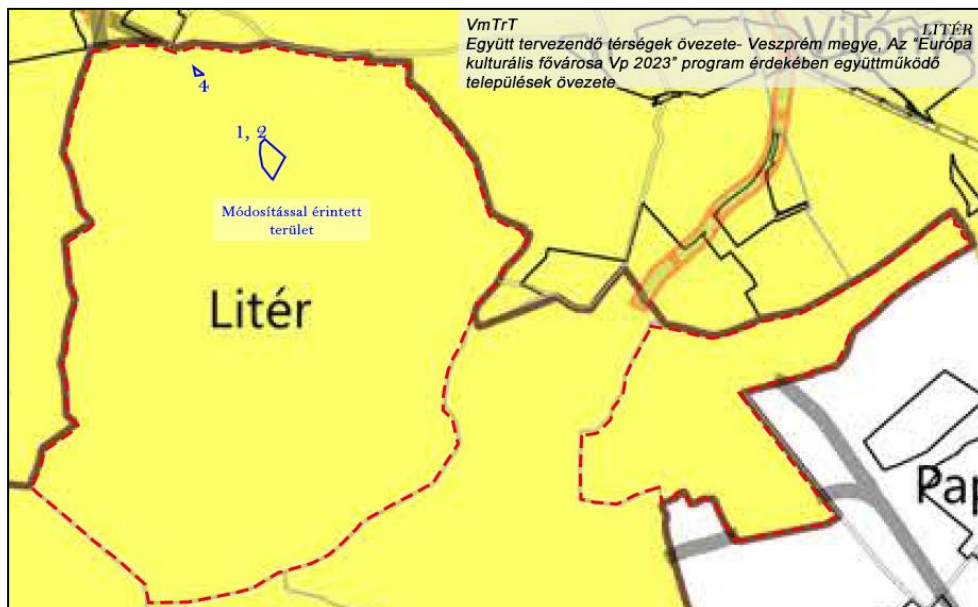 VmTrT
LITÉR
Együtt tervezendő térségek övezete- Veszprém megye, Az "Európa
kulturális fővárosa Vp 2023" program érdekében együttműködő
települések övezete
4
1, 2
Módosítással érintett
terület
Litér
Pap